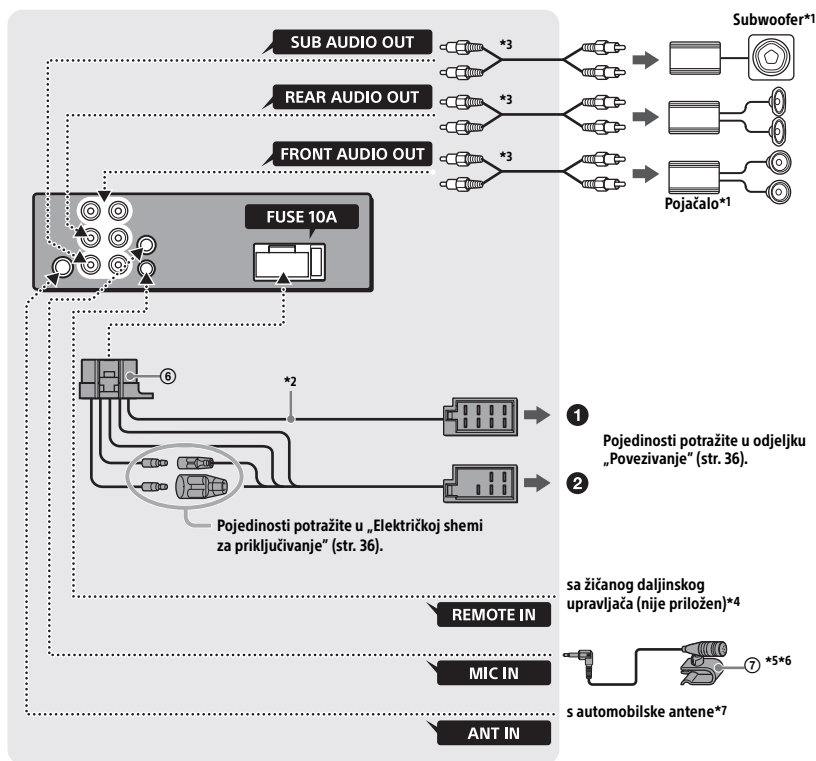 Subwoofer*1
SUB AUDIO OUT
*3
REAR AUDIO OUT
*3
FRONT AUDIO OUT
*3
Pojačalo*1
FUSE 10A
⑥
*2
❶
Pojedinosti potražite u odjeljku
„Povezivanje” (str. 36).
❷
Pojedinosti potražite u „Električkoj shemi
za priključivanje” (str. 36).
sa žičanog daljinskog
upravljača (nije priložen)*4
REMOTE IN
⑦ *5*6
MIC IN
s automobilske antene*7
ANT IN